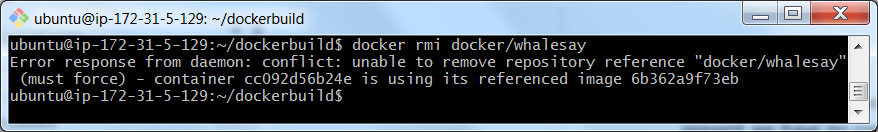 ubuntu@ip-172-31-5-129: ~/dockerbuild
ubuntu@ip-172-31-5-129:~/dockerbuild$ docker rmi docker/whalesay
Error response from daemon: conflict: unable to remove repository reference "docker/whalesay"
 (must force) - container cc092d56b24e is using its referenced image 6b362a9f73eb
ubuntu@ip-172-31-5-129:~/dockerbuild$